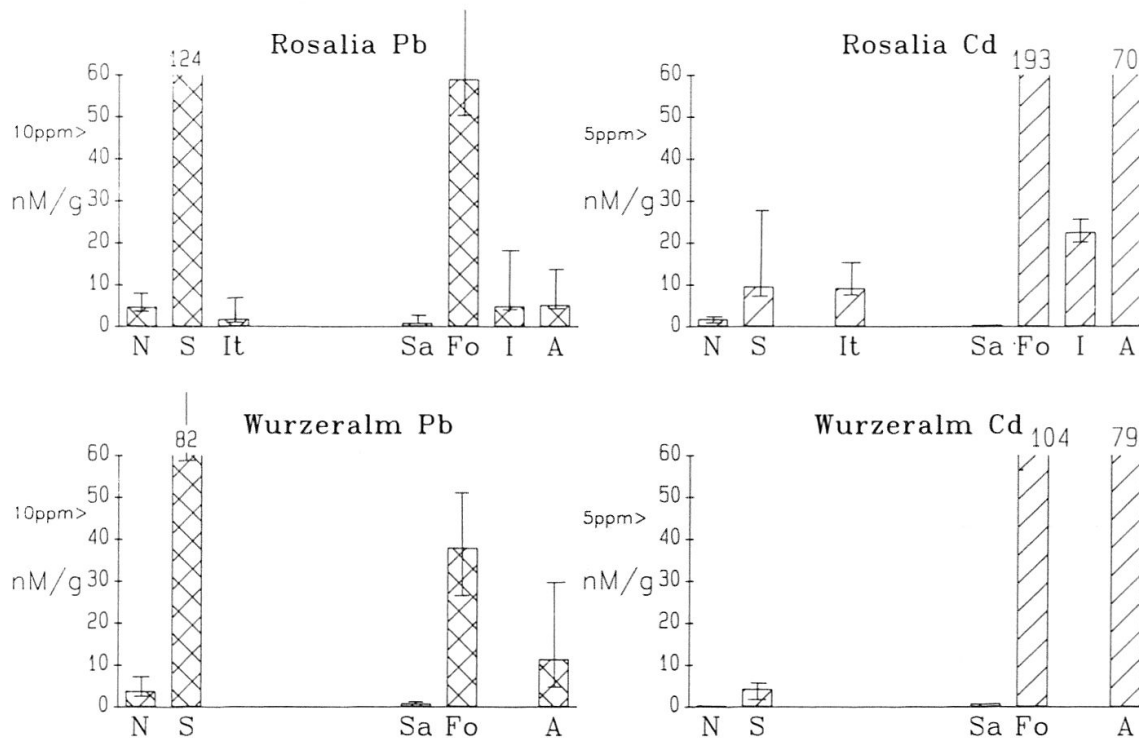 Rosalia Pb
124
60
50
10ppm>
40
nM/g 30
20
10
0
N S It Sa Fo I A
Rosalia Cd
193 70
60
50
5ppm>
40
nM/g 30
20
10
0
N S It Sa Fo I A
Wurzeralm Pb
82
60
50
10ppm>
40
nM/g 30
20
10
0
N S Sa Fo A
Wurzeralm Cd
104 79
60
50
5ppm>
40
nM/g 30
20
10
0
N S Sa Fo A